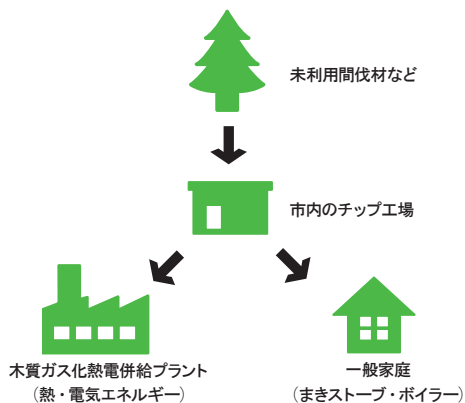 未利用間伐材など
市内のチップ工場
木質ガス化熱電併給プラント
（熱・電気エネルギー）
一般家庭
（まきストーブ・ボイラー）